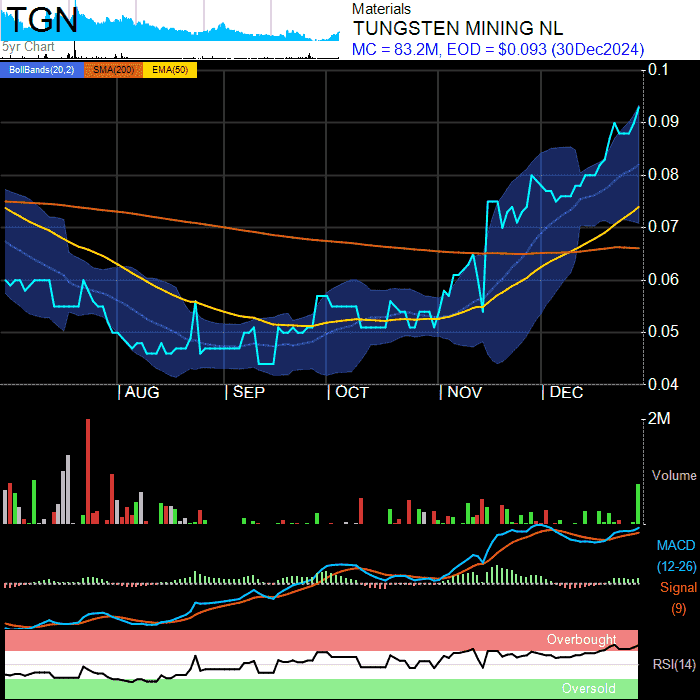 TGN
5yr Chart
Materials
TUNGSTEN MINING NL
MC = 83.2M, EOD = $0.093 (30Dec2024)
BollBands(20,2) SMA(200) EMA(50)
0.1
0.09
0.08
0.07
0.06
0.05
0.04
AUG SEP OCT NOV DEC
2M
Volume
MACD
(12-26)
Signal
(9)
Overbought
RSI(14)
Oversold